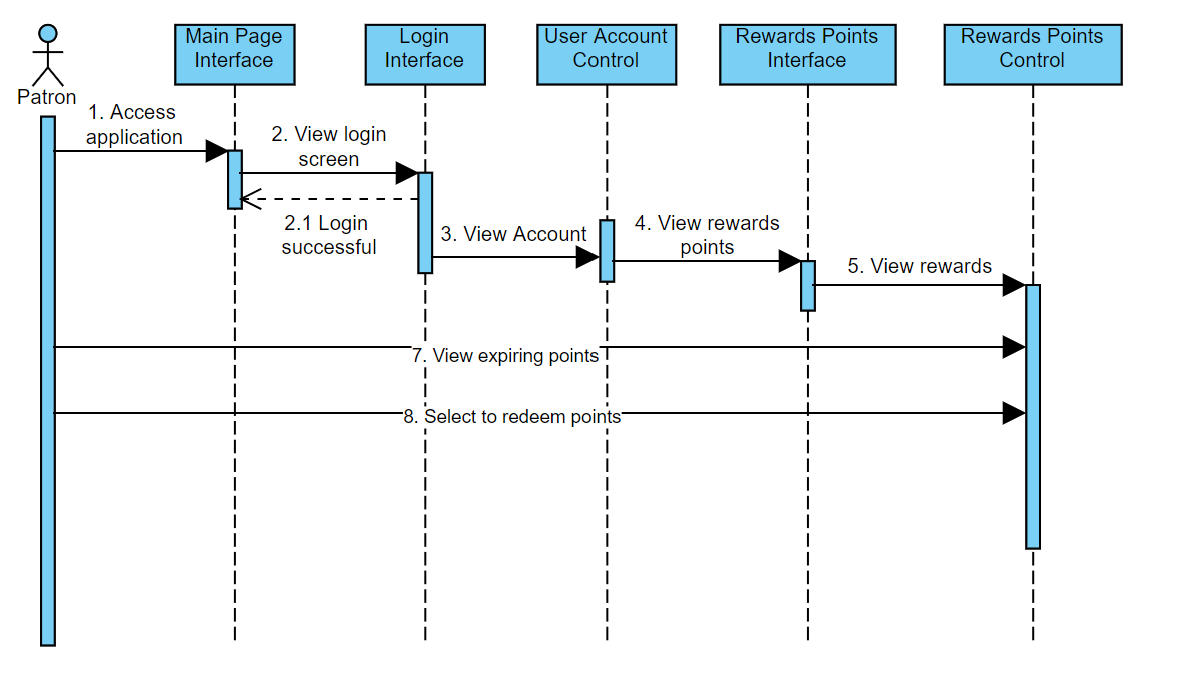 Main Page
Interface
Login
Interface
User Account
Control
Rewards Points
Interface
Rewards Points
Control
Patron
1. Access
application
2. View login
screen
2.1 Login
successful
3. View Account
4. View rewards
points
5. View rewards
7. View expiring points
8. Select to redeem points